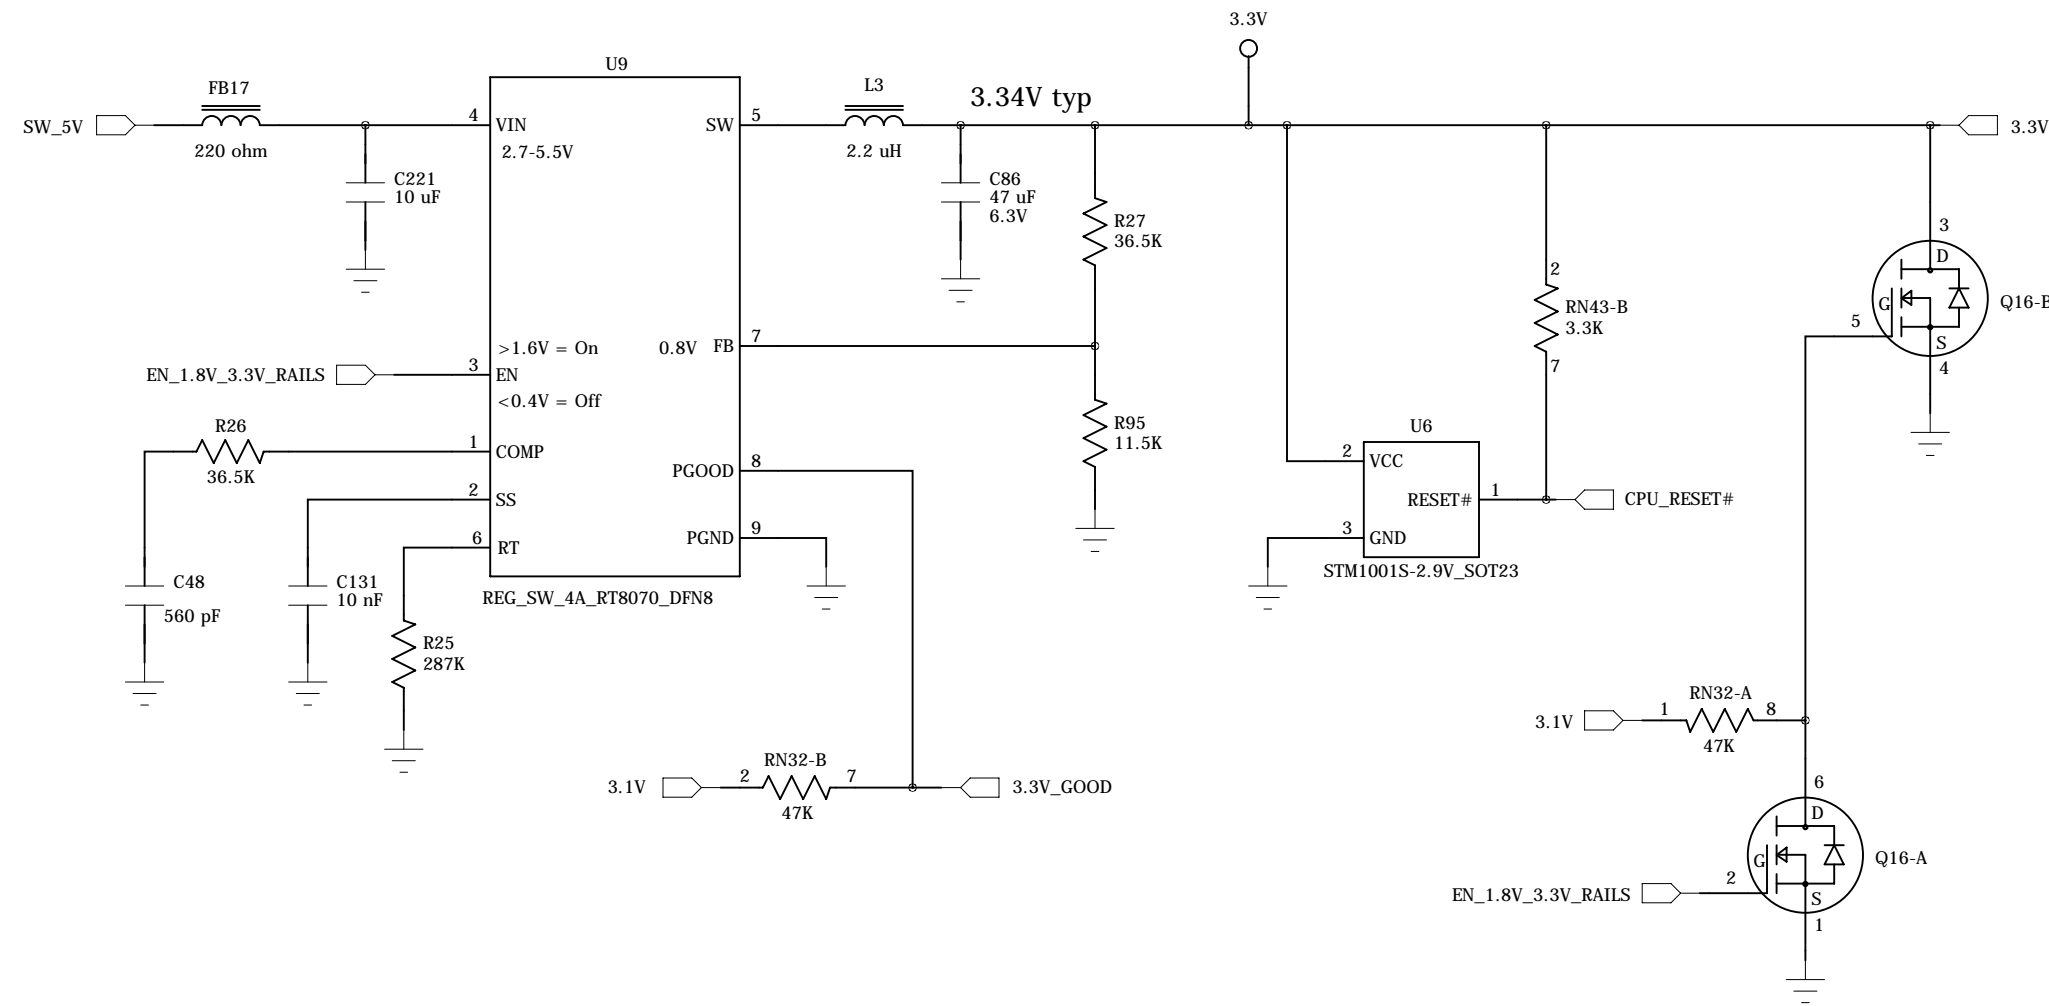 3.3V
U9
FB17
L3
3.34V typ
SW_5V
4
VIN
SW
5
3.3V
220 ohm
2.7-5.5V
2.2 uH
C221
10 uF
C86
47 uF
6.3V
R27
36.5K
3
D
G
Q16-B
5
S
4
2
RN43-B
3.3K
7
>1.6V = On
0.8V
FB
7
EN_1.8V_3.3V_RAILS
3
EN
<0.4V = Off
R26
36.5K
1
COMP
R95
11.5K
U6
2
VCC
PGOOD
8
2
SS
RESET#
1
CPU_RESET#
6
RT
PGND
9
3
GND
STM1001S-2.9V_SOT23
C48
560 pF
C131
10 nF
REG_SW_4A_RT8070_DFN8
R25
287K
RN32-A
3.1V
1
8
47K
RN32-B
3.1V
2
7
3.3V_GOOD
47K
6
D
G
Q16-A
EN_1.8V_3.3V_RAILS
2
S
1